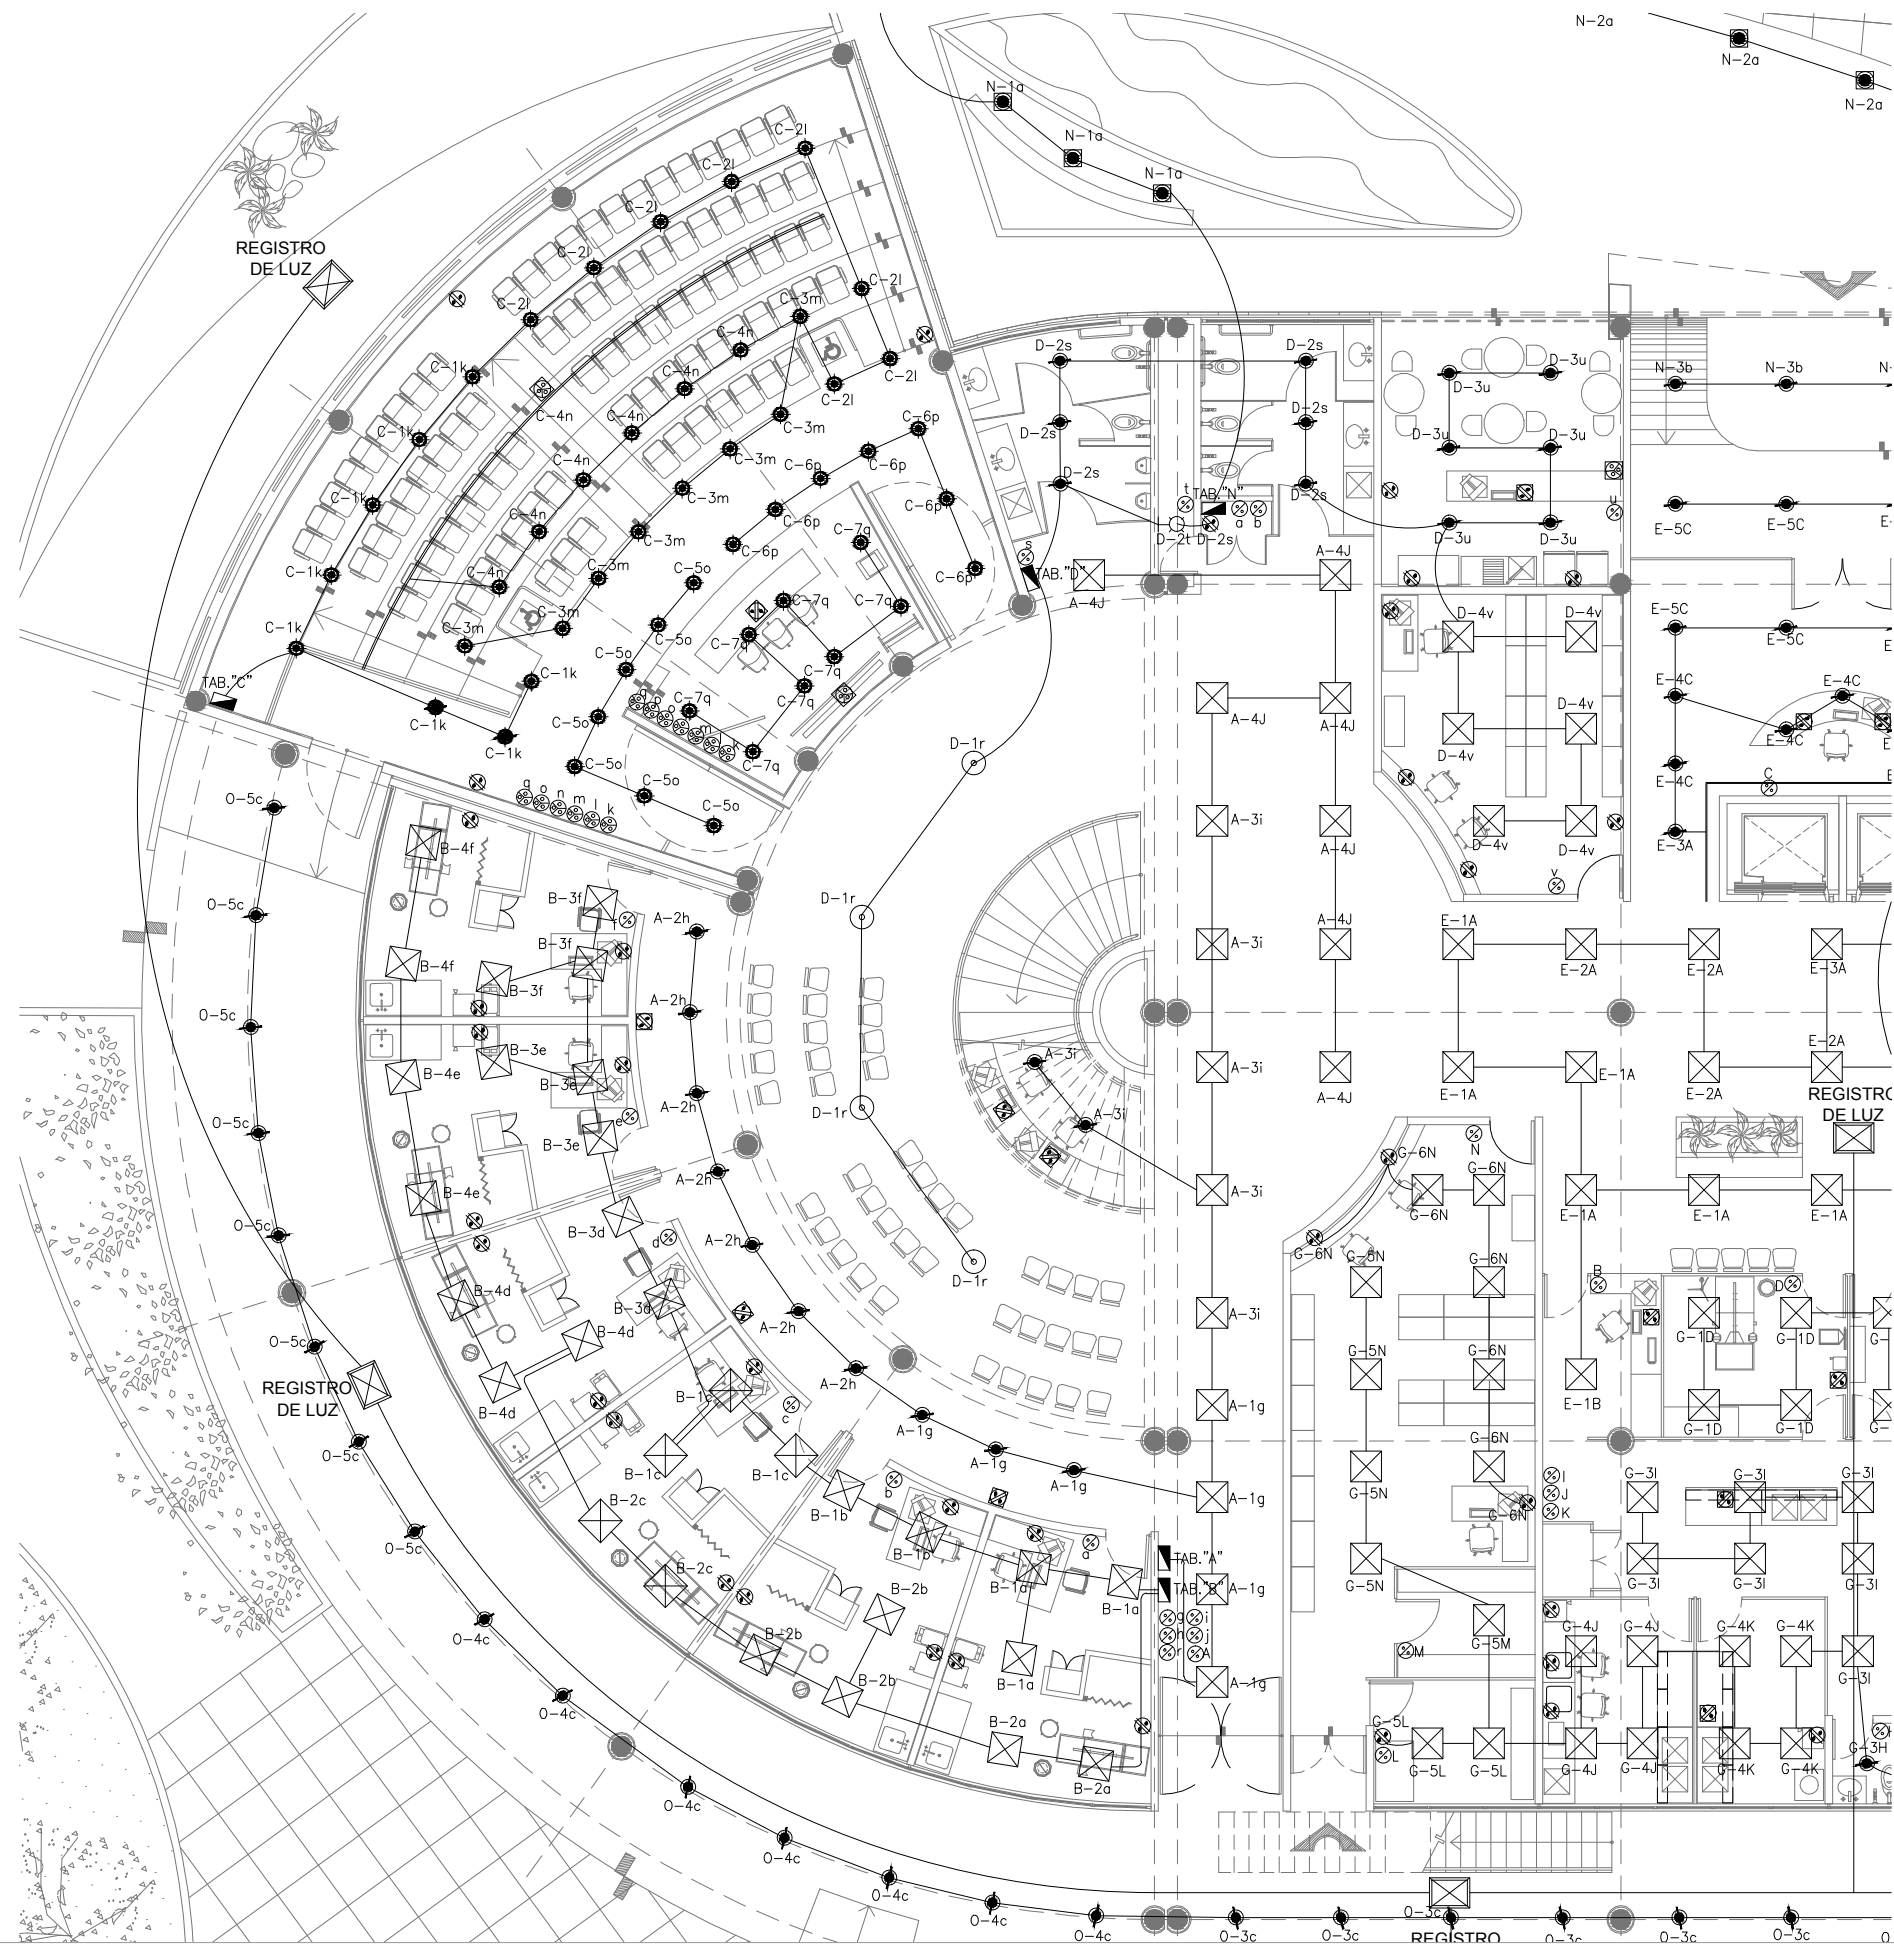 N-2a
N-2a
N-2a
N-1a
N-1a
N-1a
REGISTRO
DE LUZ
C-2l
C-2l
C-2l
C-2l
C-2l
C-2l
C-2l
C-2l
C-3m
C-4n
C-4n
C-4n
C-4n
C-4n
C-4n
C-4n
C-1k
C-1k
C-1k
C-1k
C-1k
C-1k
C-1k
C-1k
C-3m
C-3m
C-3m
C-3m
C-3m
C-3m
C-3m
C-6p
C-6p
C-6p
C-6p
C-6p
C-6p
C-6p
C-7q
C-7q
C-7q
C-7q
C-7q
C-7q
C-7q
C-7q
C-5o
C-5o
C-5o
C-5o
C-5o
C-5o
C-5o
TAB."C"
q p o m l k
q o n m l k
D-2s
D-2s
D-2s
D-2s
D-2s
D-2s
D-2t
D-2s
t
TAB."N"
a
b
s
TAB."D"
D-3u
D-3u
D-3u
D-3u
D-3u
D-3u
u
N-3b
N-3b
N-
E-5C
E-5C
E-
E-5C
E-5C
E
E-4C
E-4C
E-4C
E-4C
E
E-3A
C
D-4v
D-4v
D-4v
D-4v
D-4v
D-4v
v
A-4J
A-4J
A-4J
A-4J
A-4J
A-4J
A-4J
D-1r
D-1r
D-1r
D-1r
A-3i
A-3i
A-3i
A-3i
A-3i
A-3i
A-3i
E-1A
E-2A
E-2A
E-3A
E-1A
E-1A
E-2A
E-2A
E-1A
E-1A
E-1A
E-1B
REGISTRO
DE LUZ
O-5c
O-5c
O-5c
O-5c
O-5c
O-5c
O-5c
O-5c
REGISTRO
DE LUZ
B-4f
B-4f
B-3f
B-3f
B-3f
f
B-3e
B-3e
B-3e
e
B-4e
B-4e
B-3d
B-3d
d
B-4d
B-4d
B-4d
B-1c
B-1c
B-1c
c
B-2c
B-2c
B-1b
B-1b
b
B-2b
B-2b
B-2b
B-1a
B-1a
B-1a
a
B-2a
B-2a
A-2h
A-2h
A-2h
A-2h
A-2h
A-2h
A-2h
A-1g
A-1g
A-1g
A-1g
A-1g
A-1g
A-1g
TAB."A"
TAB."B"
g i
h j
r A
G-6N
G-6N
G-6N
G-6N
G-6N
G-6N
G-6N
G-6N
N
G-5N
G-5N
G-5N
G-5N
G-5M
M
G-5L
G-5L
G-5L
L
B
D
G-1D
G-1D
G-1D
G-1D
G-
G-1
I
J
K
G-3I
G-3I
G-3I
G-3I
G-3I
G-3I
G-3I
G-4J
G-4J
G-4J
G-4J
G-4K
G-4K
G-4K
G-4K
G-3H
O-4c
O-4c
O-4c
O-4c
O-4c
O-4c
O-4c
O-3c
O-3c
O-3c
O-3c
O-3c
O-3c
REGISTRO